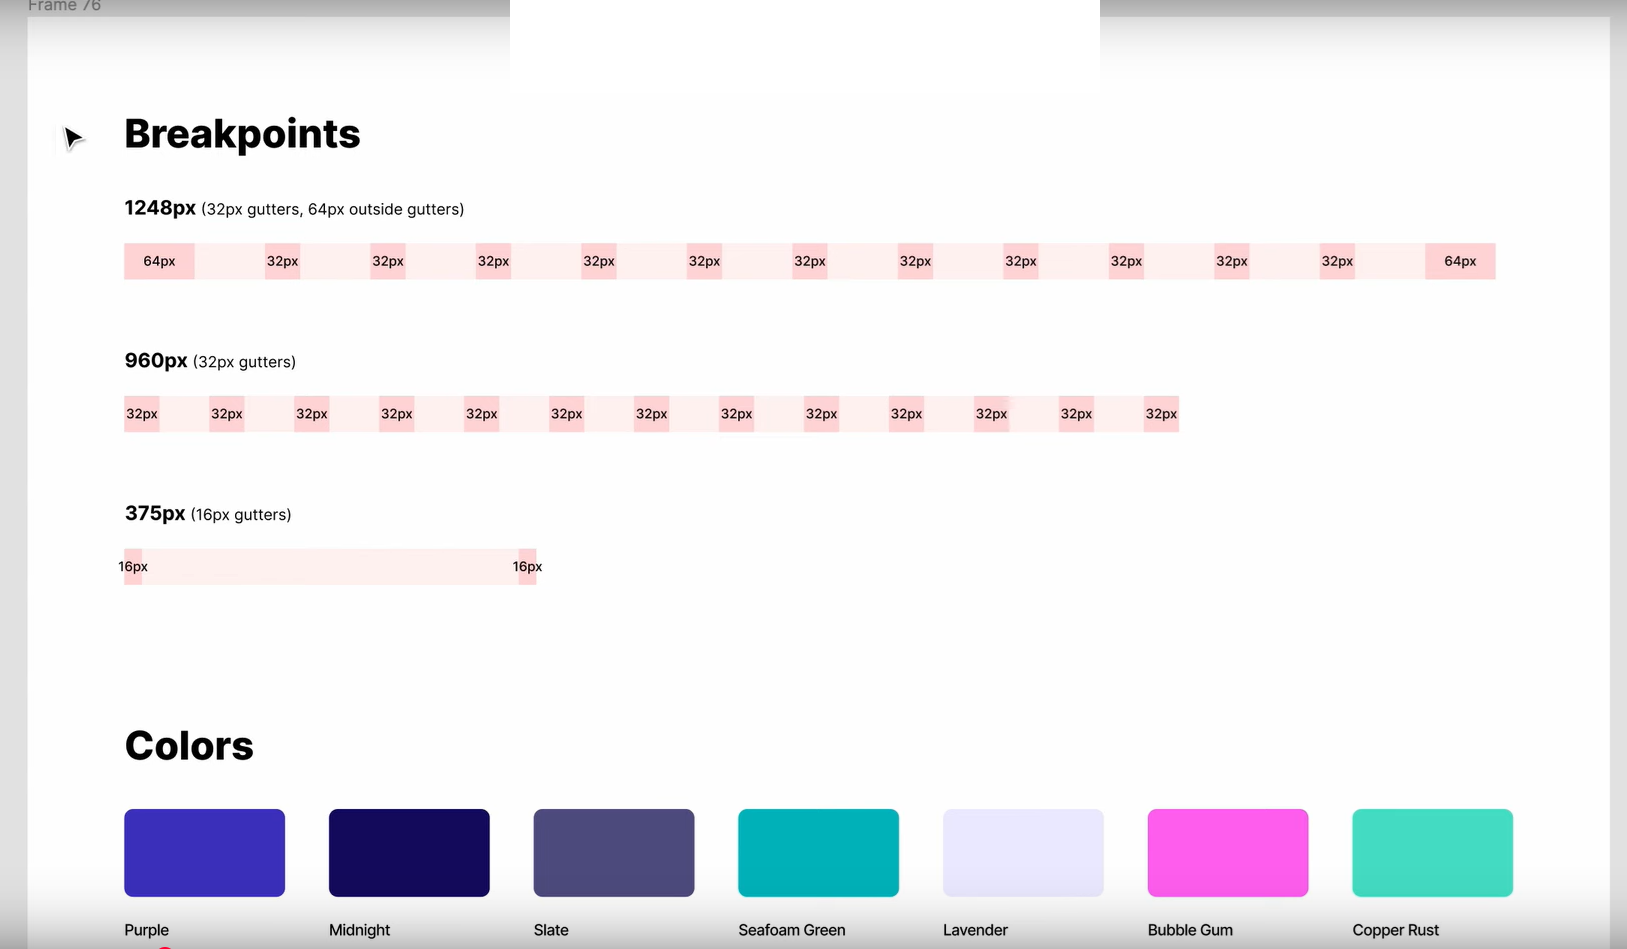 Frame 76
Breakpoints
1248px (32px gutters, 64px outside gutters)
64px 32px 32px 32px 32px 32px 32px 32px 32px 32px 32px 32px 64px
960px (32px gutters)
32px 32px 32px 32px 32px 32px 32px 32px 32px 32px 32px 32px 32px
375px (16px gutters)
16px 16px
Colors
Purple Midnight Slate Seafoam Green Lavender Bubble Gum Copper Rust